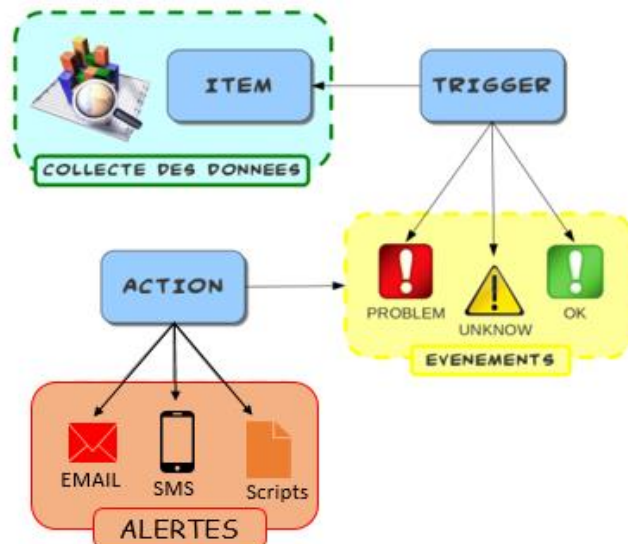 ITEM
TRIGGER
COLLECTE DES DONNEES
ACTION
PROBLEM
UNKNOW
OK
EVENEMENTS
EMAIL
SMS
Scripts
ALERTES